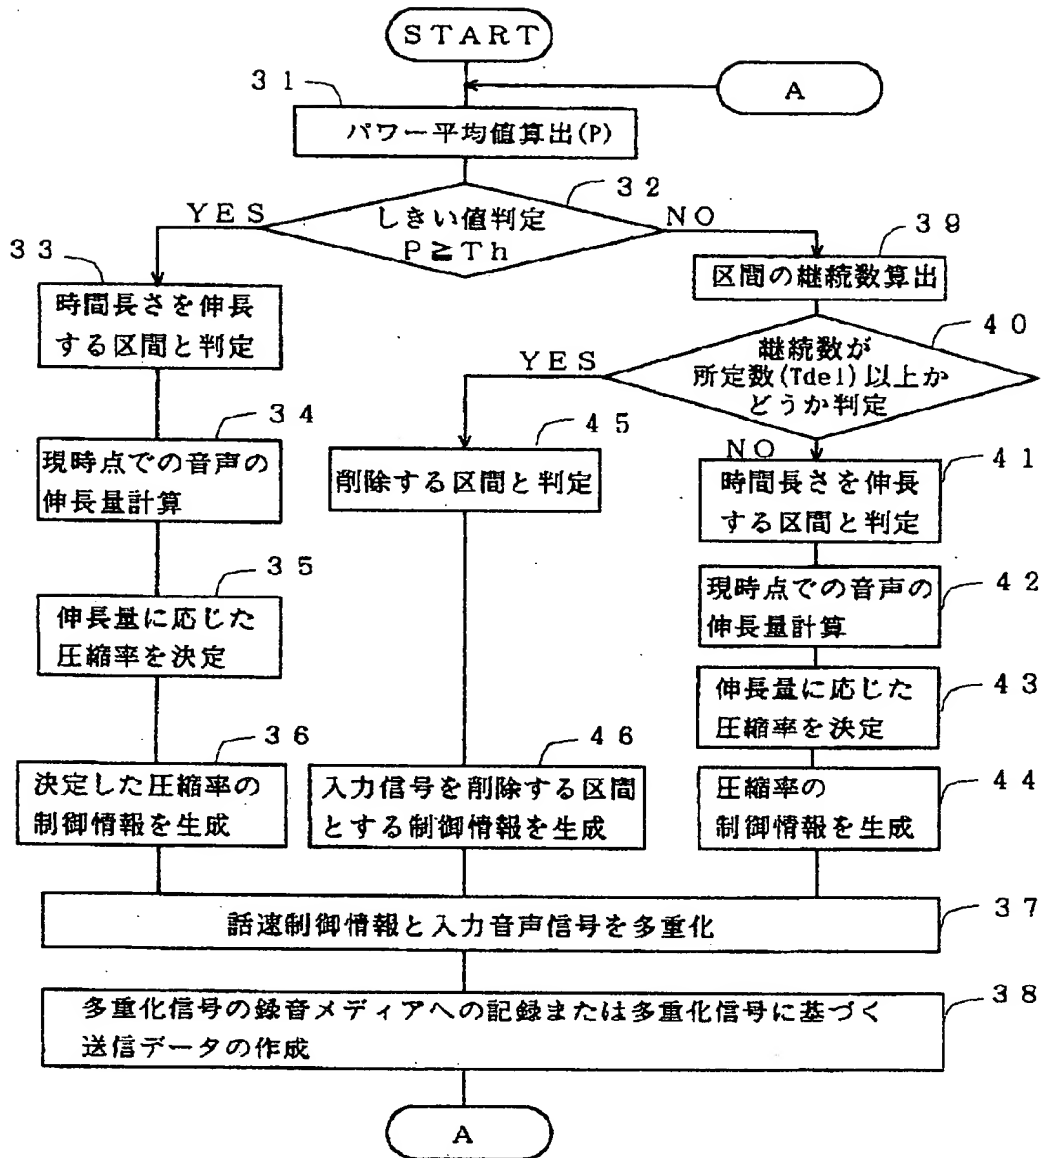 START
A
31
パワー平均値算出(P)
32
YES
しきい値判定
P≧Th
NO
33
時間長さを伸長
する区間と判定
39
区間の継続数算出
40
YES
継続数が
所定数(Tdel)以上か
どうか判定
NO
34
現時点での音声の
伸長量計算
45
削除する区間と判定
41
時間長さを伸長
する区間と判定
35
伸長量に応じた
圧縮率を決定
42
現時点での音声の
伸長量計算
43
伸長量に応じた
圧縮率を決定
36
決定した圧縮率の
制御情報を生成
46
入力信号を削除する区間
とする制御情報を生成
44
圧縮率の
制御情報を生成
37
話速制御情報と入力音声信号を多重化
38
多重化信号の録音メディアへの記録または多重化信号に基づく
送信データの作成
A